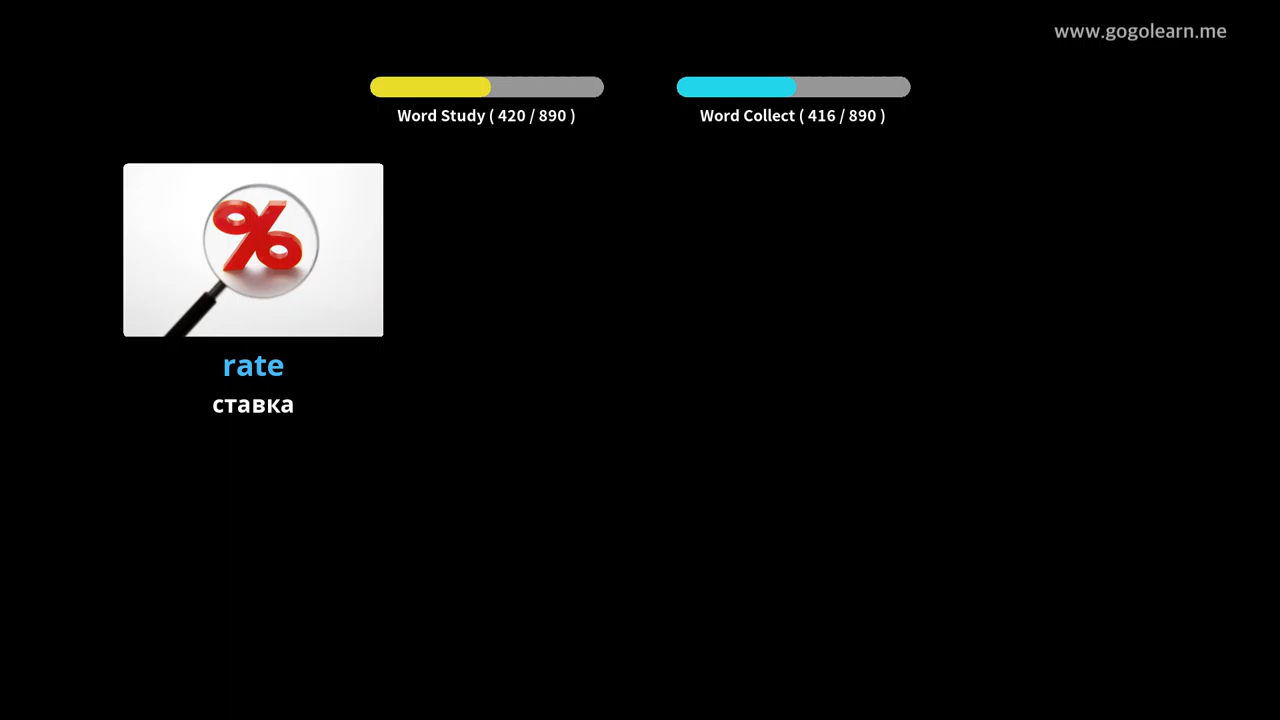 www.gogolearn.me
Word Study ( 420 / 890 )
Word Collect ( 416 / 890 )
%
rate
ставка